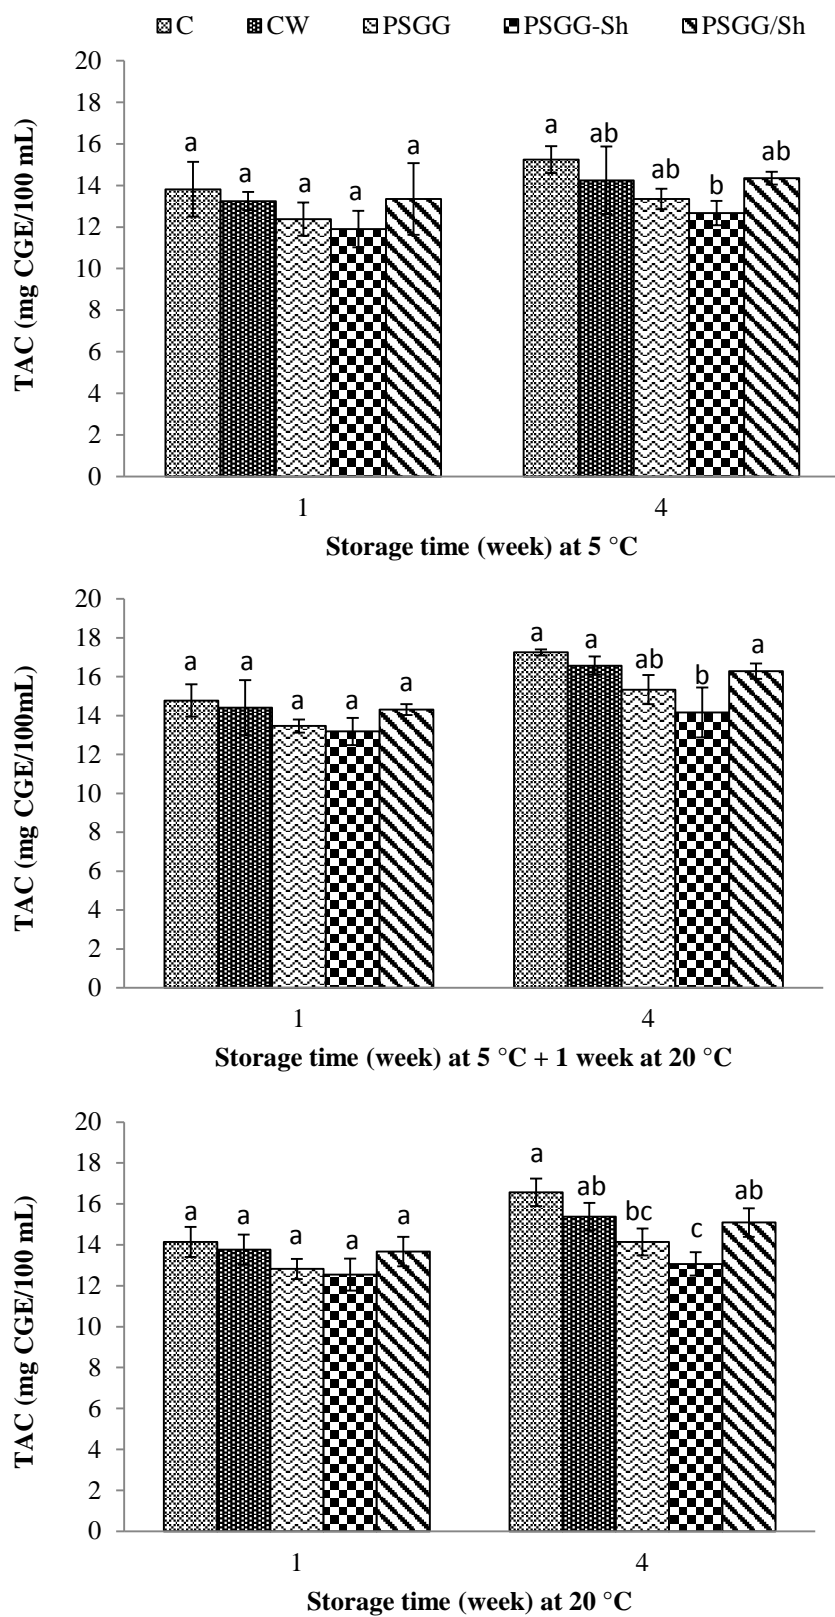 C CW PSGG PSGG-Sh PSGG/Sh
20
18
16
14
12
10
8
6
4
2
0
TAC (mg CGE/100 mL)
a a a a a
a ab ab b ab
1 4
Storage time (week) at 5 °C
20
18
16
14
12
10
8
6
4
2
0
TAC (mg CGE/100mL)
a a a a a
a a ab b a
1 4
Storage time (week) at 5 °C + 1 week at 20 °C
20
18
16
14
12
10
8
6
4
2
0
TAC (mg CGE/100 mL)
a a a a a
a ab bc c ab
1 4
Storage time (week) at 20 °C